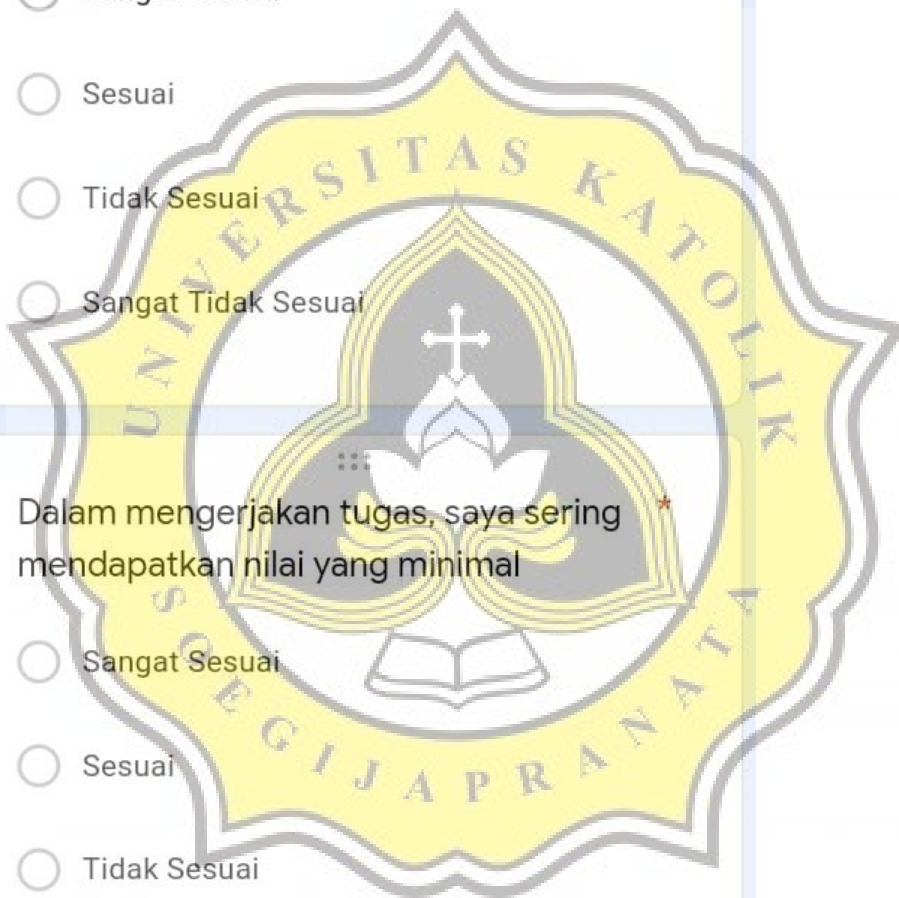 Sesuai
Tidak Sesuai
Sangat Tidak Sesuai
UNIVERSITAS KATOLIK
Dalam mengerjakan tugas, saya sering *
mendapatkan nilai yang minimal
Sangat Sesuai
Sesuai
SOEGIJAPRANATA
Tidak Sesuai